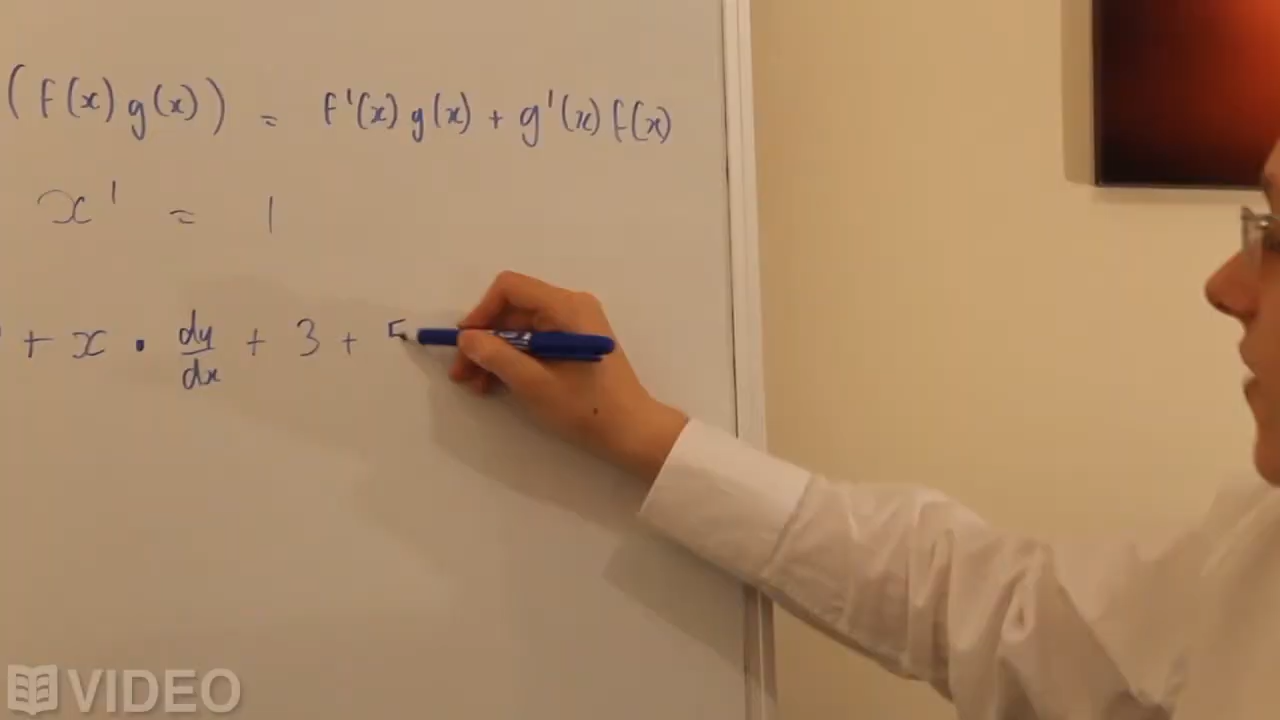 (f(x) g(x)) = f'(x) g(x) + g'(x) f(x)
x' = 1
+ x · dy/dx + 3 + 5
VIDEO